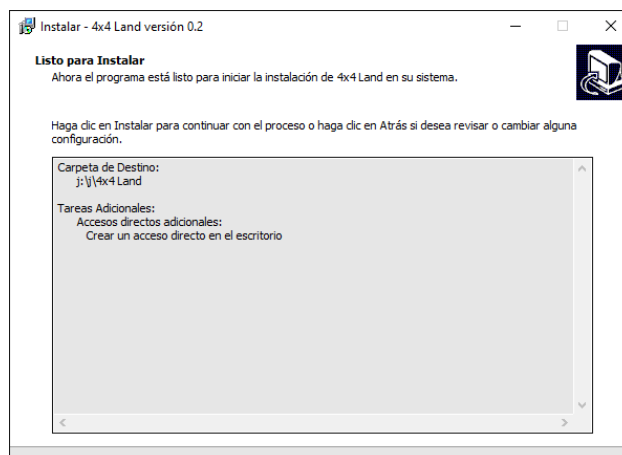 Instalar - 4x4 Land versión 0.2
Listo para Instalar
Ahora el programa está listo para iniciar la instalación de 4x4 Land en su sistema.
Haga clic en Instalar para continuar con el proceso o haga clic en Atrás si desea revisar o cambiar alguna
configuración.
Carpeta de Destino:
j:\j\4x4 Land
Tareas Adicionales:
Accesos directos adicionales:
Crear un acceso directo en el escritorio